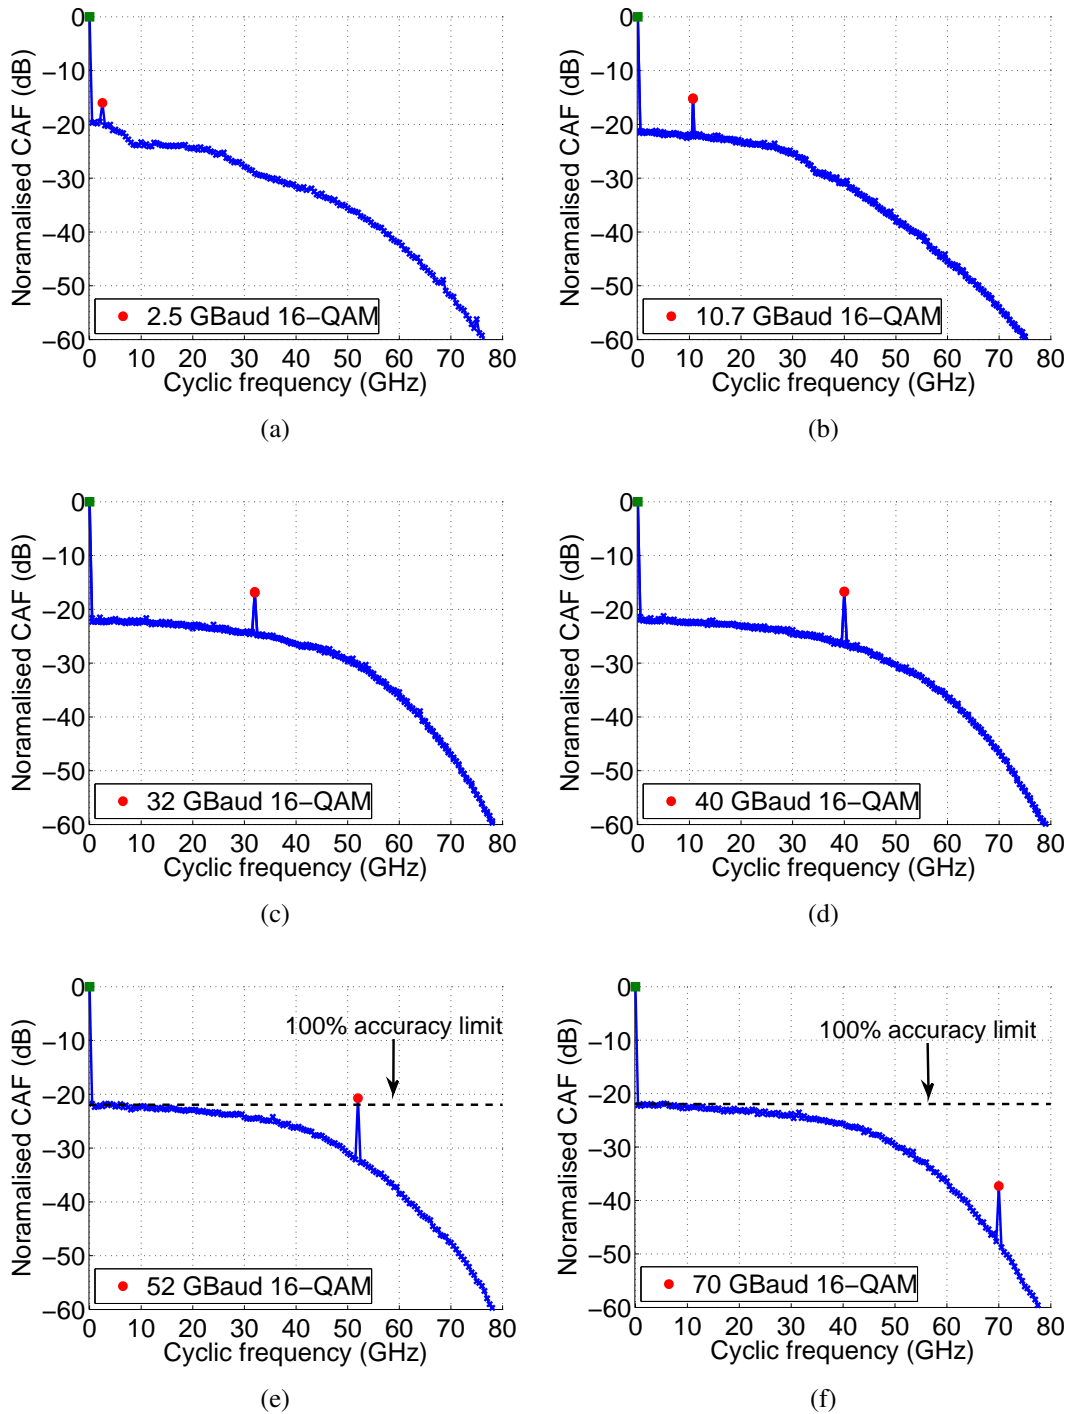 0
−10
−20
−30
−40
−50
−60
Noramalised CAF (dB)
2.5 GBaud 16−QAM
0 10 20 30 40 50 60 70 80
Cyclic frequency (GHz)
(a)
0
−10
−20
−30
−40
−50
−60
Noramalised CAF (dB)
10.7 GBaud 16−QAM
0 10 20 30 40 50 60 70 80
Cyclic frequency (GHz)
(b)
0
−10
−20
−30
−40
−50
−60
Noramalised CAF (dB)
32 GBaud 16−QAM
0 10 20 30 40 50 60 70 80
Cyclic frequency (GHz)
(c)
0
−10
−20
−30
−40
−50
−60
Noramalised CAF (dB)
40 GBaud 16−QAM
0 10 20 30 40 50 60 70 80
Cyclic frequency (GHz)
(d)
0
−10
−20
−30
−40
−50
−60
Noramalised CAF (dB)
100% accuracy limit
52 GBaud 16−QAM
0 10 20 30 40 50 60 70 80
Cyclic frequency (GHz)
(e)
0
−10
−20
−30
−40
−50
−60
Noramalised CAF (dB)
100% accuracy limit
70 GBaud 16−QAM
0 10 20 30 40 50 60 70 80
Cyclic frequency (GHz)
(f)